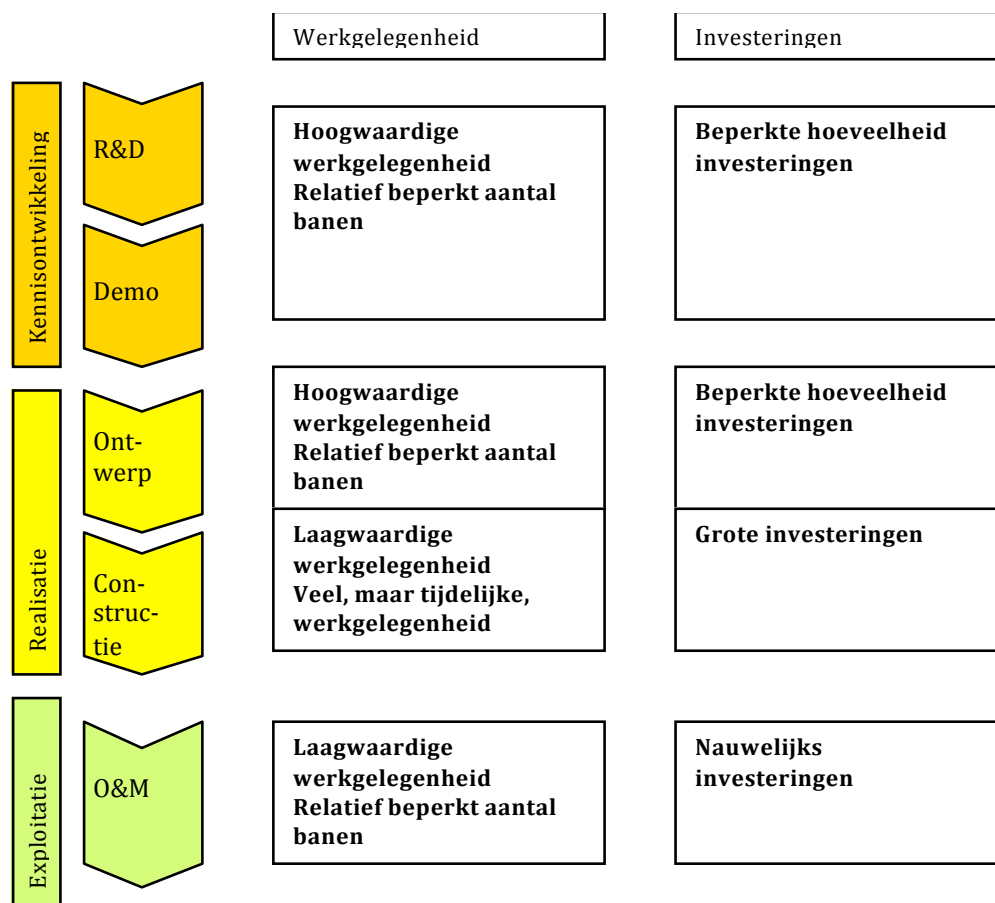 Werkgelegenheid
Investeringen
Kennisontwikkeling
R&D
Hoogwaardige
werkgelegenheid
Relatief beperkt aantal
banen
Beperkte hoeveelheid
investeringen
Demo
Realisatie
Ont-
werp
Hoogwaardige
werkgelegenheid
Relatief beperkt aantal
banen
Beperkte hoeveelheid
investeringen
Con-
struc-
tie
Laagwaardige
werkgelegenheid
Veel, maar tijdelijke,
werkgelegenheid
Grote investeringen
Exploitatie
O&M
Laagwaardige
werkgelegenheid
Relatief beperkt aantal
banen
Nauwelijks
investeringen